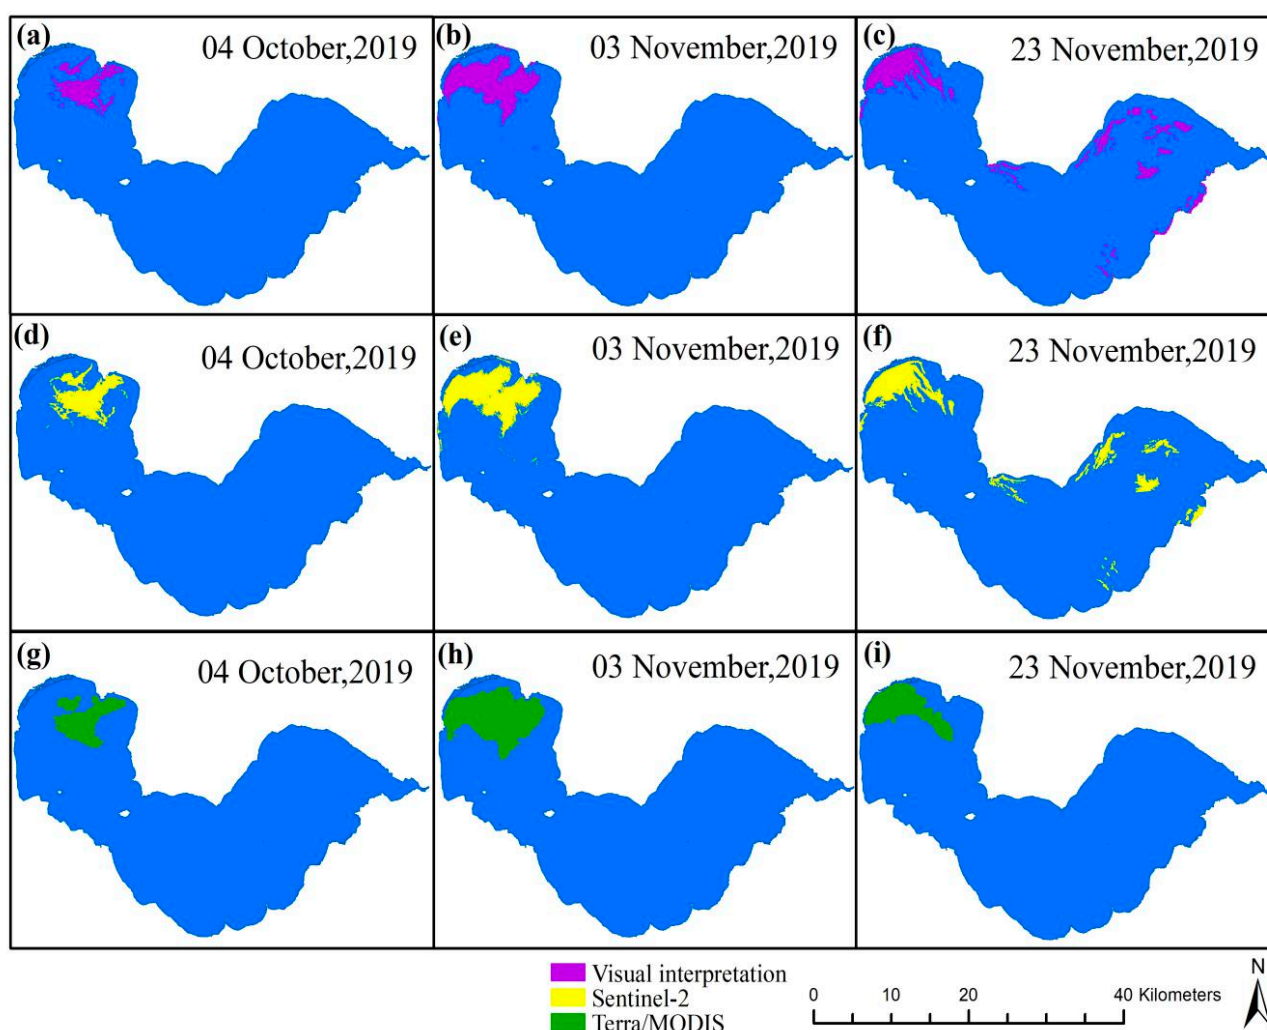 (a) 04 October,2019
(b) 03 November,2019
(c) 23 November,2019
(d) 04 October,2019
(e) 03 November,2019
(f) 23 November,2019
(g) 04 October,2019
(h) 03 November,2019
(i) 23 November,2019
Visual interpretation
Sentinel-2
Terra/MODIS
0 10 20 40 Kilometers
N